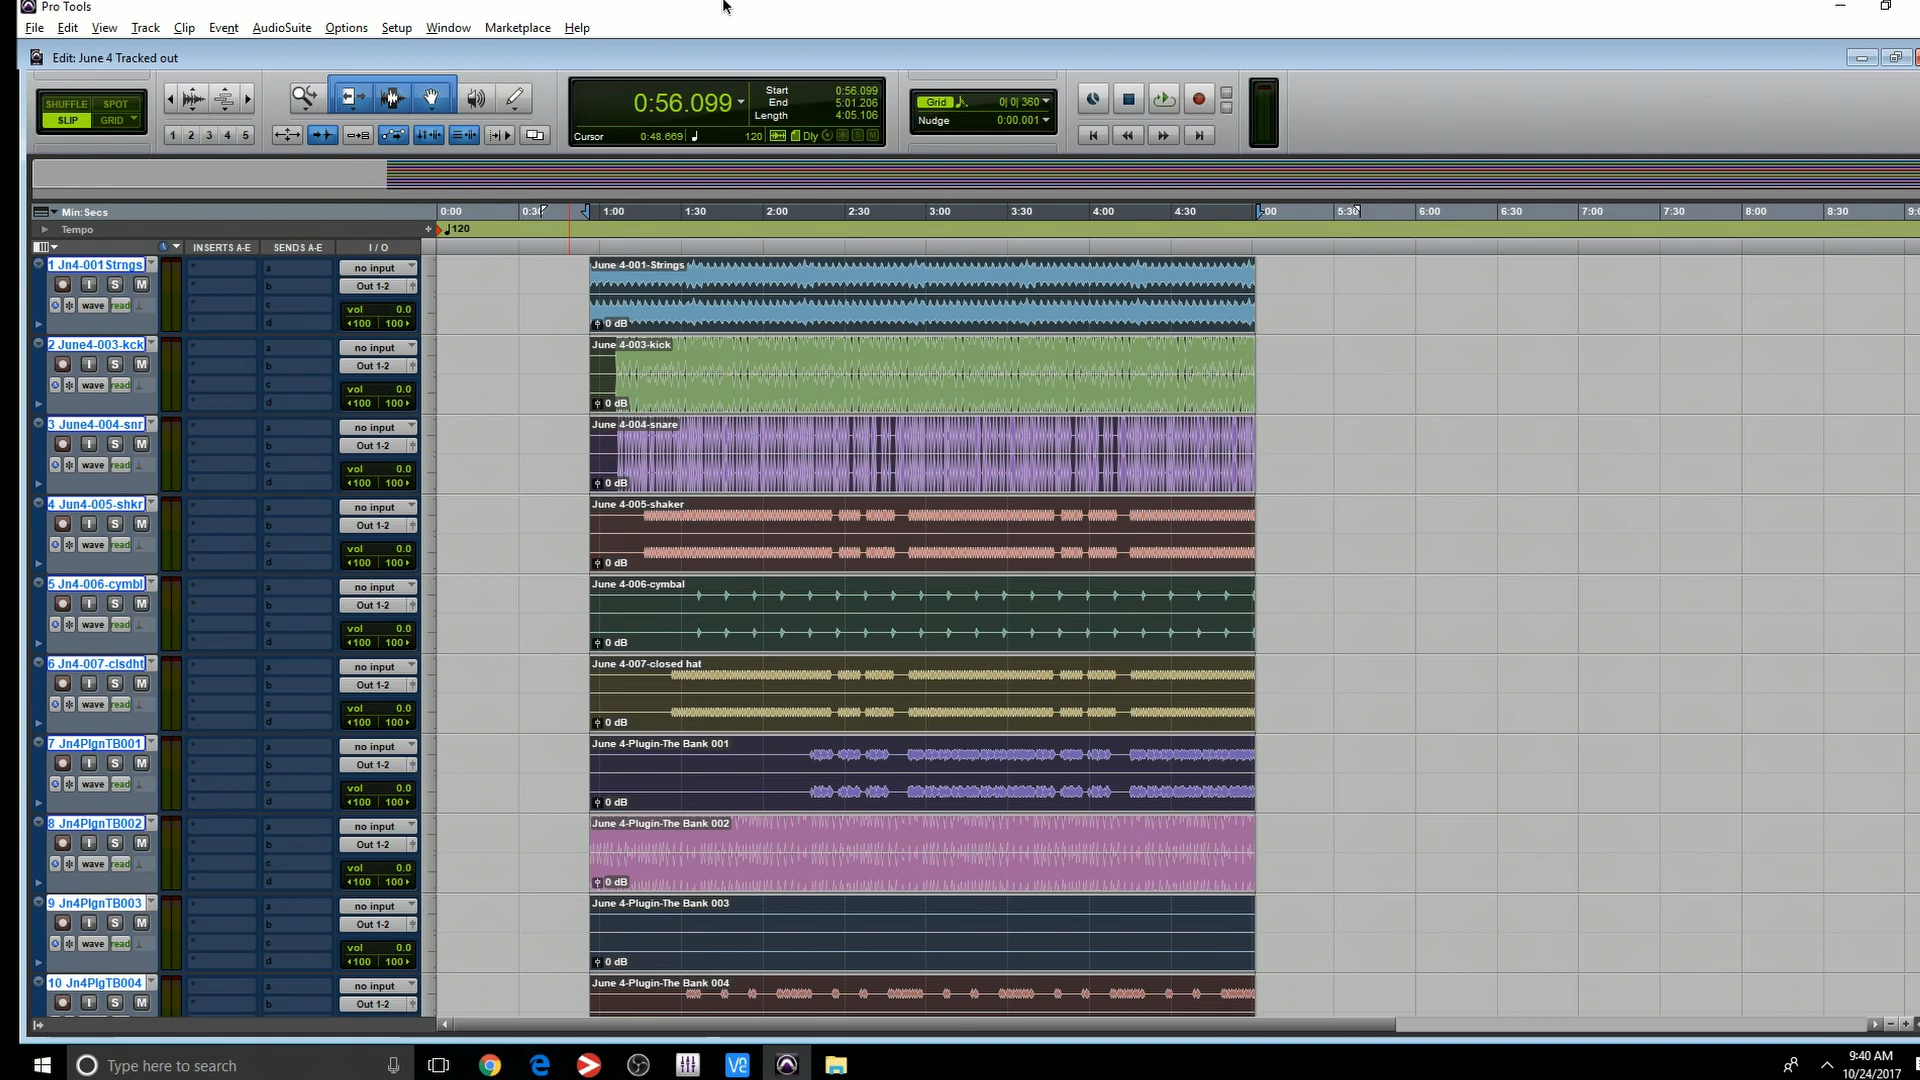 Pro Tools
File Edit View Track Clip Event AudioSuite Options Setup Window Marketplace Help
Edit: June 4 Tracked out
SHUFFLE SPOT
SLIP GRID
1 2 3 4 5
0:56.099
Start 0:56.099
End 5:01.206
Length 4:05.106
Cursor 0:48.669 120 Dly
Grid 0| 0| 360
Nudge 0:00.001
Min:Secs 0:00 0:30 1:00 1:30 2:00 2:30 3:00 3:30 4:00 4:30 5:00 5:30 6:00 6:30 7:00 7:30 8:00 8:30
Tempo + 120
INSERTS A-E SENDS A-E I / O
1 Jn4-001Strngs a no input June 4-001-Strings
I S M b Out 1-2
wave read c vol 0.0
d 100 100 0 dB
2 June4-003-kck a no input June 4-003-kick
I S M b Out 1-2
wave read c vol 0.0
d 100 100 0 dB
3 June4-004-snr a no input June 4-004-snare
I S M b Out 1-2
wave read c vol 0.0
d 100 100 0 dB
4 Jun4-005-shkr a no input June 4-005-shaker
I S M b Out 1-2
wave read c vol 0.0
d 100 100 0 dB
5 Jn4-006-cymbl a no input June 4-006-cymbal
I S M b Out 1-2
wave read c vol 0.0
d 100 100 0 dB
6 Jn4-007-clsdht a no input June 4-007-closed hat
I S M b Out 1-2
wave read c vol 0.0
d 100 100 0 dB
7 Jn4PlgnTB001 a no input June 4-Plugin-The Bank 001
I S M b Out 1-2
wave read c vol 0.0
d 100 100 0 dB
8 Jn4PlgnTB002 a no input June 4-Plugin-The Bank 002
I S M b Out 1-2
wave read c vol 0.0
d 100 100 0 dB
9 Jn4PlgnTB003 a no input June 4-Plugin-The Bank 003
I S M b Out 1-2
wave read c vol 0.0
d 100 100 0 dB
10 Jn4PlgTB004 a no input June 4-Plugin-The Bank 004
I S M b Out 1-2
Type here to search
9:40 AM
10/24/2017